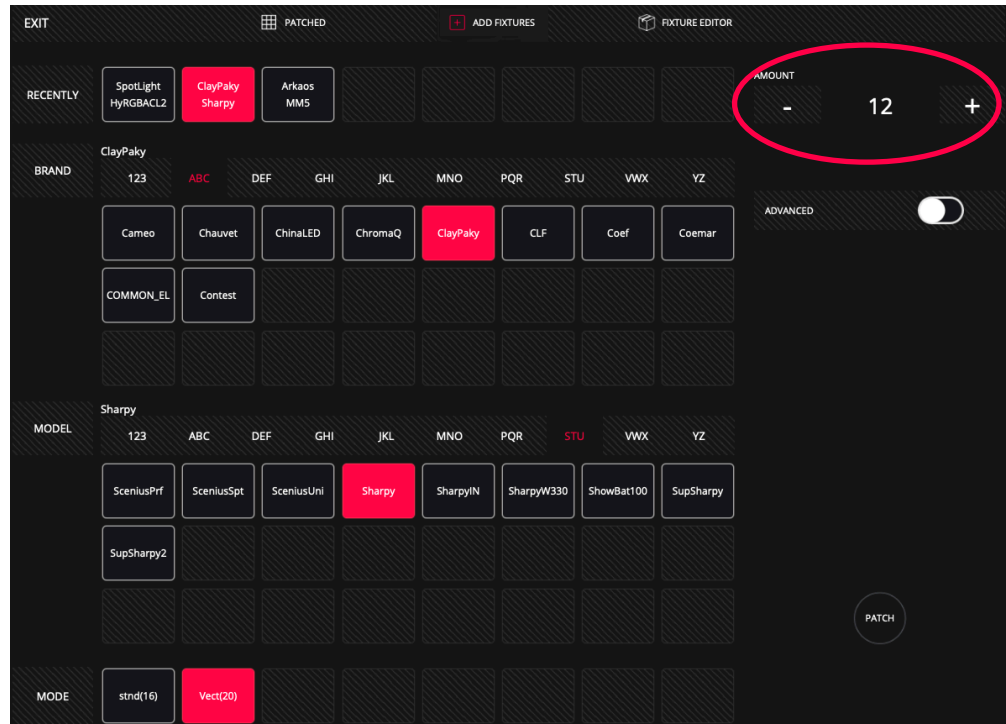 EXIT
PATCHED
ADD FIXTURES
FIXTURE EDITOR
RECENTLY
SpotLight
HyRGBACL2
ClayPaky
Sharpy
Arkaos
MM5
AMOUNT
- 12 +
BRAND
ClayPaky
123 ABC DEF GHI JKL MNO PQR STU VWX YZ
ADVANCED
Cameo Chauvet ChinaLED ChromaQ ClayPaky CLF Coef Coemar
COMMON_EL Contest
MODEL
Sharpy
123 ABC DEF GHI JKL MNO PQR STU VWX YZ
SceniusPrf SceniusSpt SceniusUni Sharpy SharpyIN SharpyW330 ShowBat100 SupSharpy
SupSharpy2
PATCH
MODE
stnd(16) Vect(20)